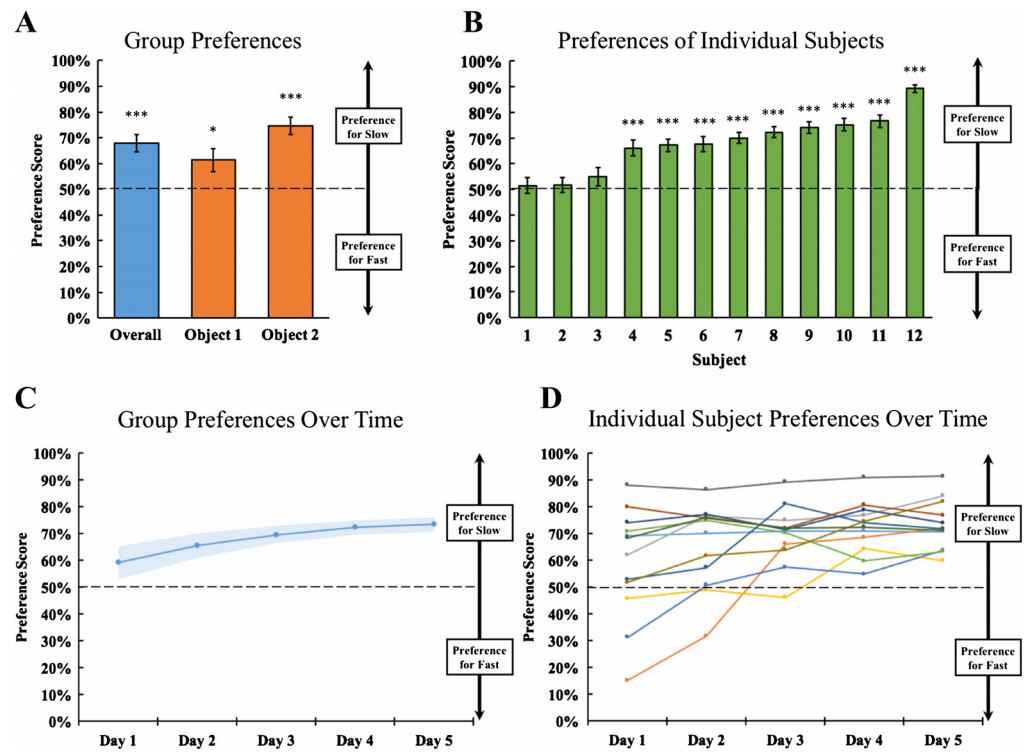 A
Group Preferences
Preference Score
100%
90%
80%
70%
60%
50%
40%
30%
20%
10%
0%
***
*
***
Overall
Object 1
Object 2
Preference
for Slow
Preference
for Fast
B
Preferences of Individual Subjects
Preference Score
100%
90%
80%
70%
60%
50%
40%
30%
20%
10%
0%
*** *** *** *** *** *** *** *** ***
1 2 3 4 5 6 7 8 9 10 11 12
Subject
Preference
for Slow
Preference
for Fast
C
Group Preferences Over Time
Preference Score
100%
90%
80%
70%
60%
50%
40%
30%
20%
10%
0%
Day 1 Day 2 Day 3 Day 4 Day 5
Preference
for Slow
Preference
for Fast
D
Individual Subject Preferences Over Time
Preference Score
100%
90%
80%
70%
60%
50%
40%
30%
20%
10%
0%
Day 1 Day 2 Day 3 Day 4 Day 5
Preference
for Slow
Preference
for Fast